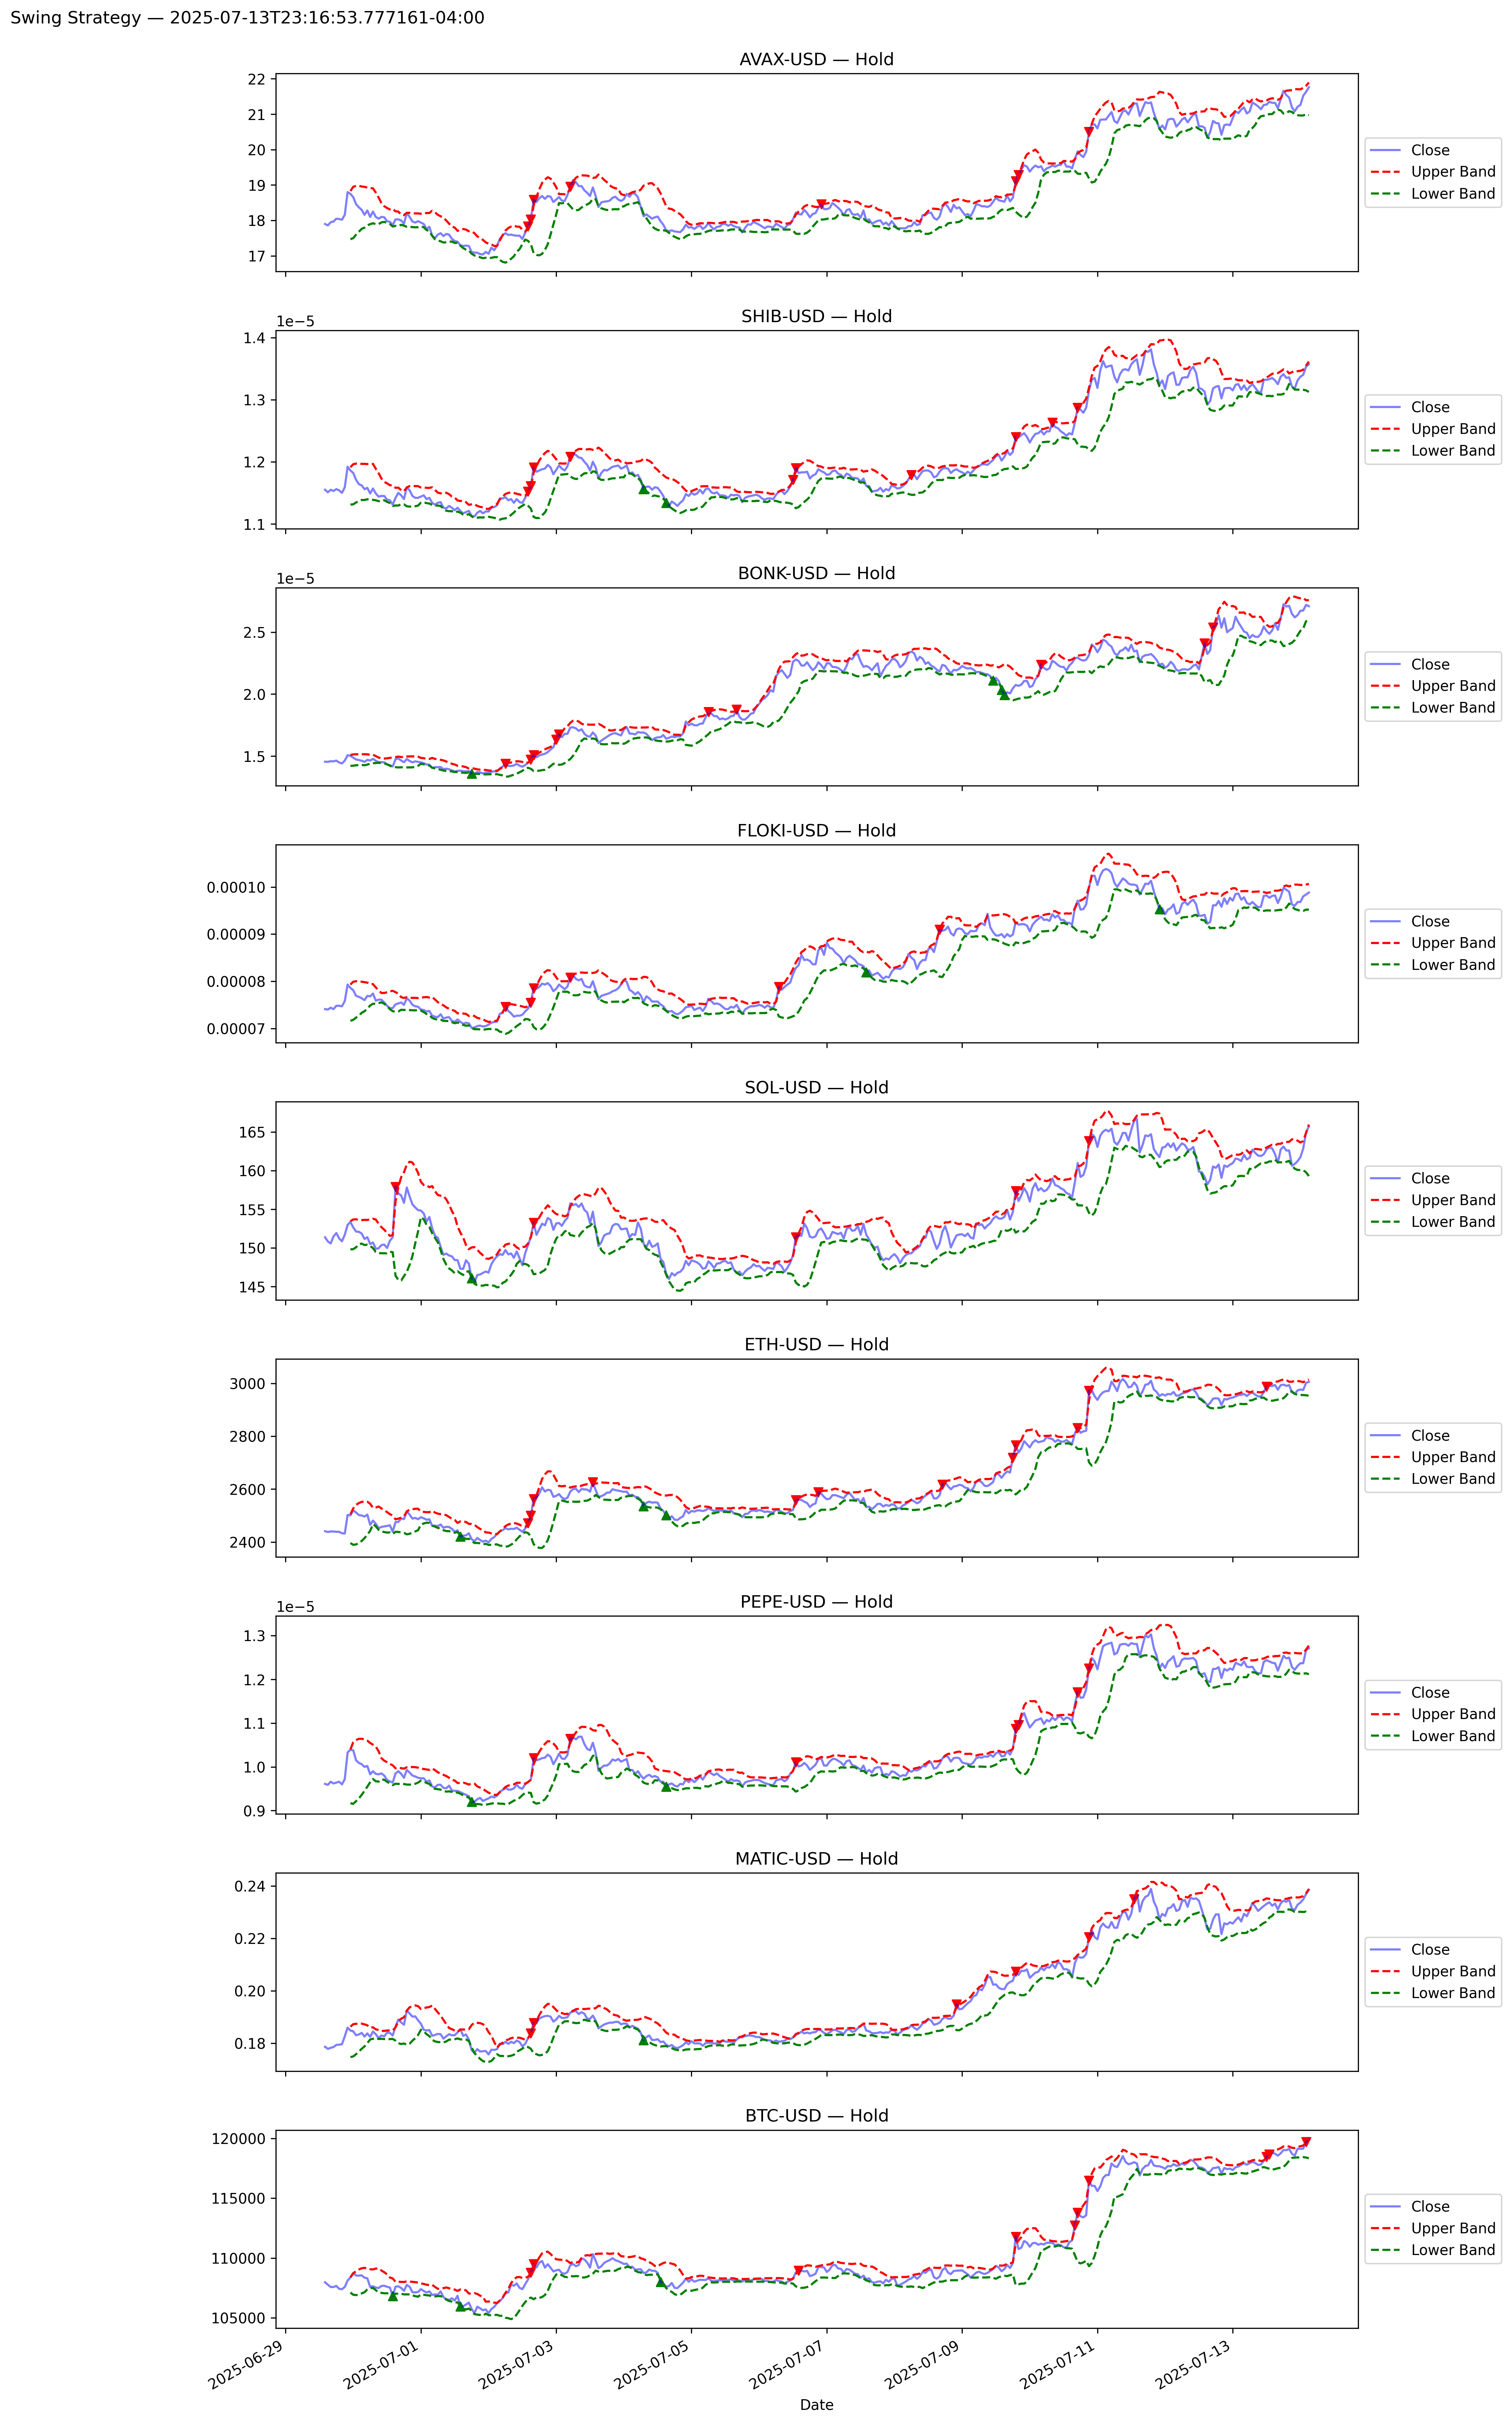 Swing Strategy — 2025-07-13T23:16:53.777161-04:00
AVAX-USD — Hold
22
21
20
19
18
17
Close
Upper Band
Lower Band
SHIB-USD — Hold
1e−5
1.4
1.3
1.2
1.1
Close
Upper Band
Lower Band
BONK-USD — Hold
1e−5
2.5
2.0
1.5
Close
Upper Band
Lower Band
FLOKI-USD — Hold
0.00010
0.00009
0.00008
0.00007
Close
Upper Band
Lower Band
SOL-USD — Hold
165
160
155
150
145
Close
Upper Band
Lower Band
ETH-USD — Hold
3000
2800
2600
2400
Close
Upper Band
Lower Band
PEPE-USD — Hold
1e−5
1.3
1.2
1.1
1.0
0.9
Close
Upper Band
Lower Band
MATIC-USD — Hold
0.24
0.22
0.20
0.18
Close
Upper Band
Lower Band
BTC-USD — Hold
120000
115000
110000
105000
Close
Upper Band
Lower Band
2025-06-29
2025-07-01
2025-07-03
2025-07-05
2025-07-07
2025-07-09
2025-07-11
2025-07-13
Date